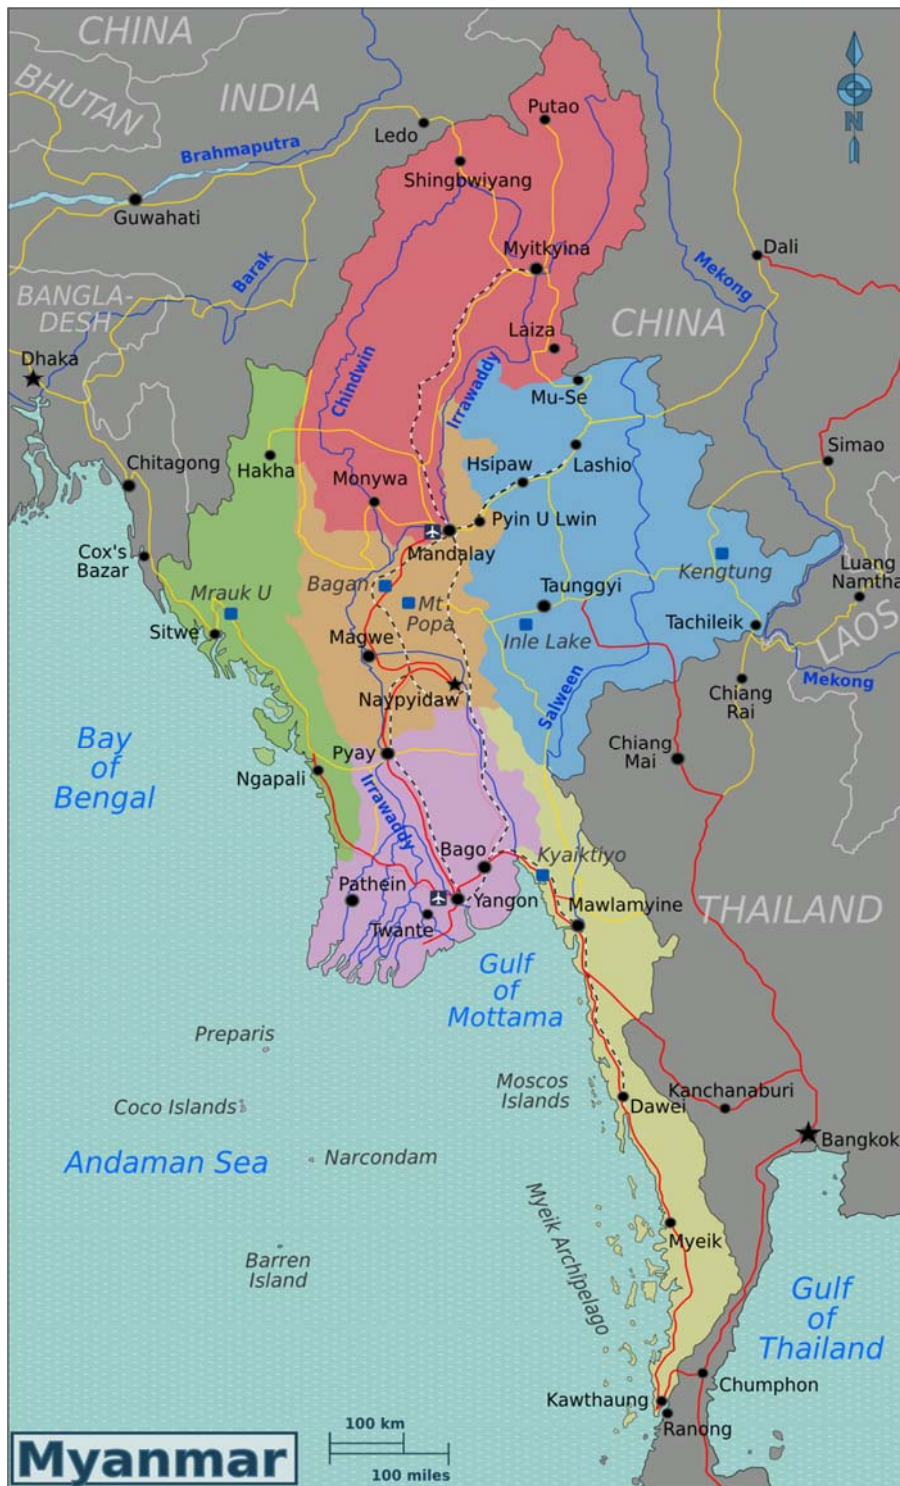 CHINA
BHUTAN
INDIA
Putao
Ledo
Brahmaputra
Shingbwiyang
Guwahati
Myitkyina
Dali
Barak
Mekong
BANGLA-
DESH
CHINA
Laiza
Dhaka
Chindwin
Irrawaddy
Mu-Se
Simao
Hakha
Chitagong
Hsipaw
Lashio
Monywa
Pyin U Lwin
Mandalay
Cox's
Bazar
Bagan
Mrauk U
Mt
Popa
Taunggyi
Kengtung
Luang
Namtha
Sitwe
Magwe
Inle Lake
Tachileik
LAOS
Mekong
Naypyidaw
Salween
Chiang
Rai
Bay
of
Bengal
Pyay
Chiang
Mai
Ngapali
Irrawaddy
Bago
Kyaiktiyo
Pathein
Yangon
Mawlamyine
THAILAND
Twante
Gulf
of
Mottama
Preparis
Moscos
Islands
Kanchanaburi
Coco Islands
Dawei
Bangkok
Andaman Sea
Narcondam
Myeik Archipelago
Myeik
Barren
Island
Gulf
of
Thailand
Chumphon
Kawthaung
Ranong
100 km
100 miles
Myanmar
N